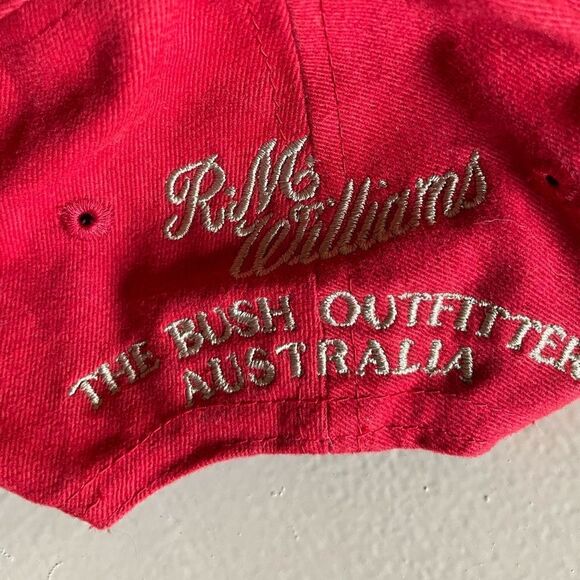 R.M.
Williams
THE BUSH OUTFITTER
AUSTRALIA